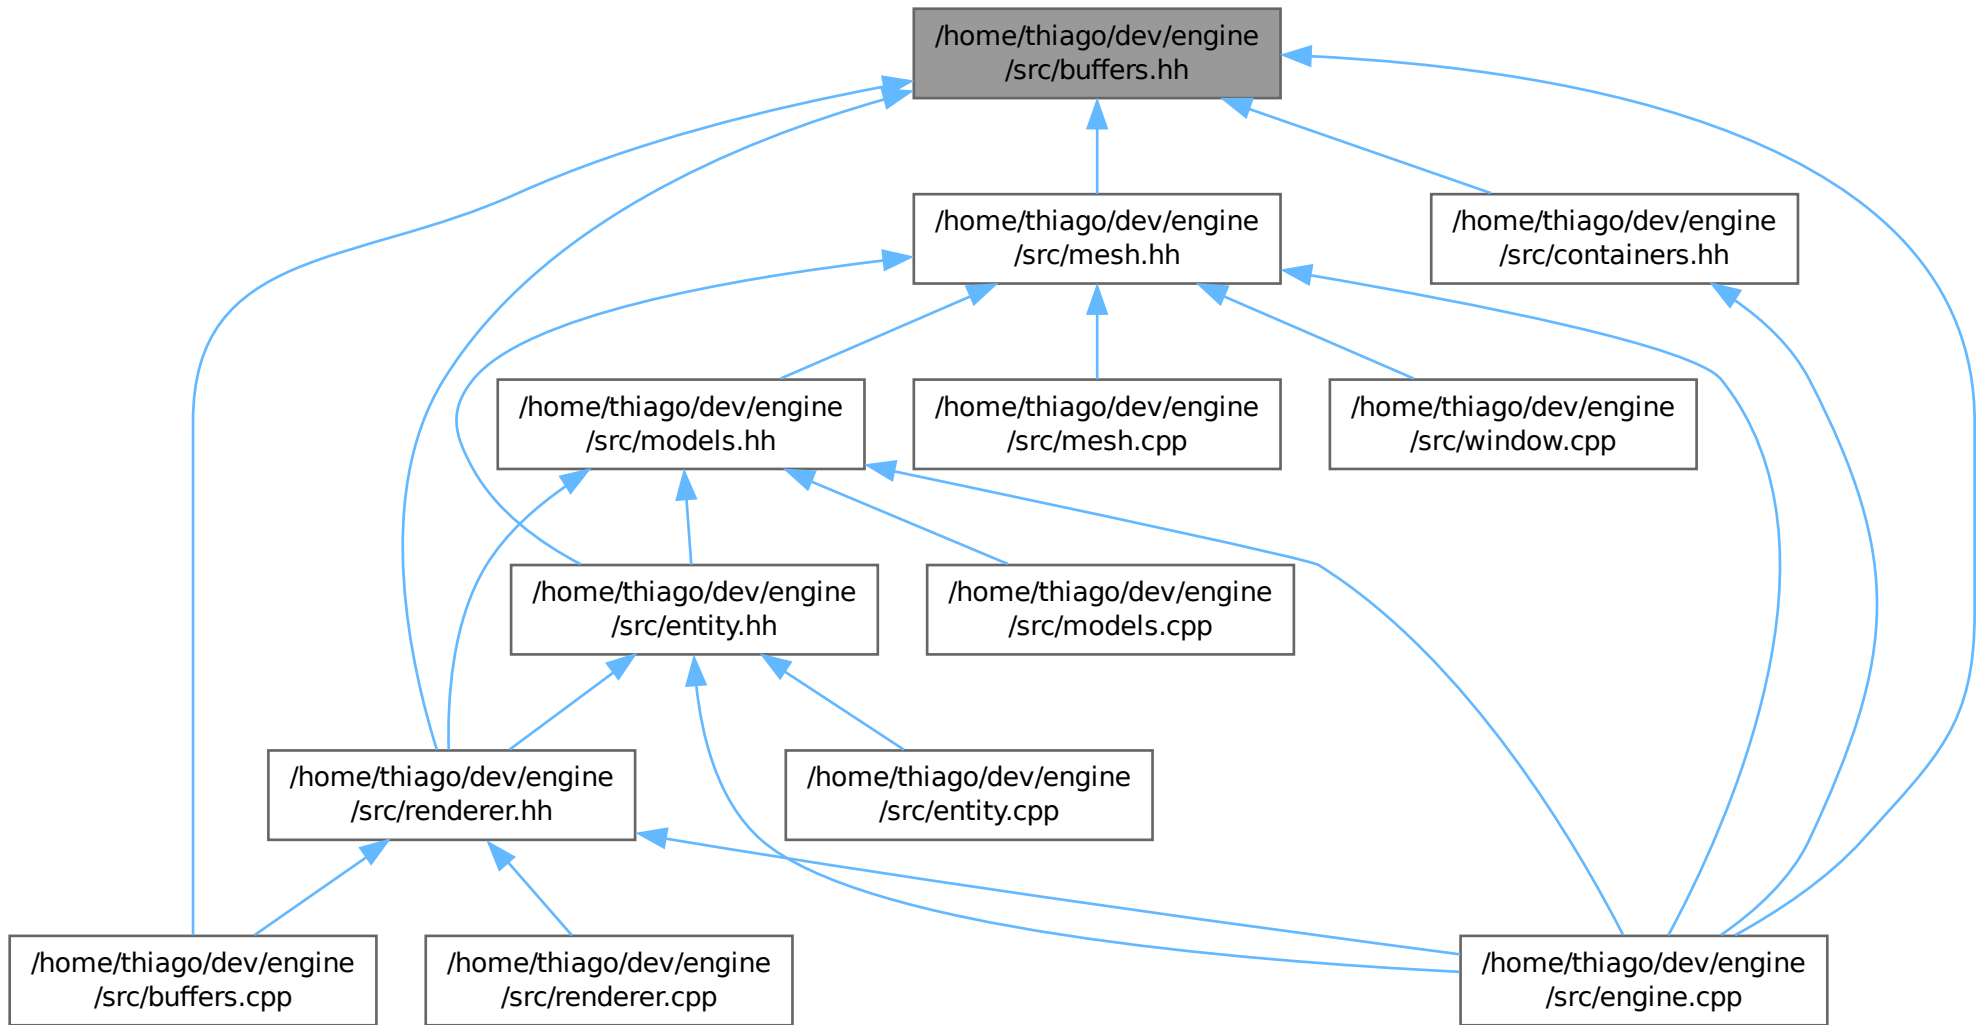 /home/thiago/dev/engine
/src/buffers.hh
/home/thiago/dev/engine
/src/mesh.hh
/home/thiago/dev/engine
/src/containers.hh
/home/thiago/dev/engine
/src/models.hh
/home/thiago/dev/engine
/src/mesh.cpp
/home/thiago/dev/engine
/src/window.cpp
/home/thiago/dev/engine
/src/entity.hh
/home/thiago/dev/engine
/src/models.cpp
/home/thiago/dev/engine
/src/renderer.hh
/home/thiago/dev/engine
/src/entity.cpp
/home/thiago/dev/engine
/src/buffers.cpp
/home/thiago/dev/engine
/src/renderer.cpp
/home/thiago/dev/engine
/src/engine.cpp